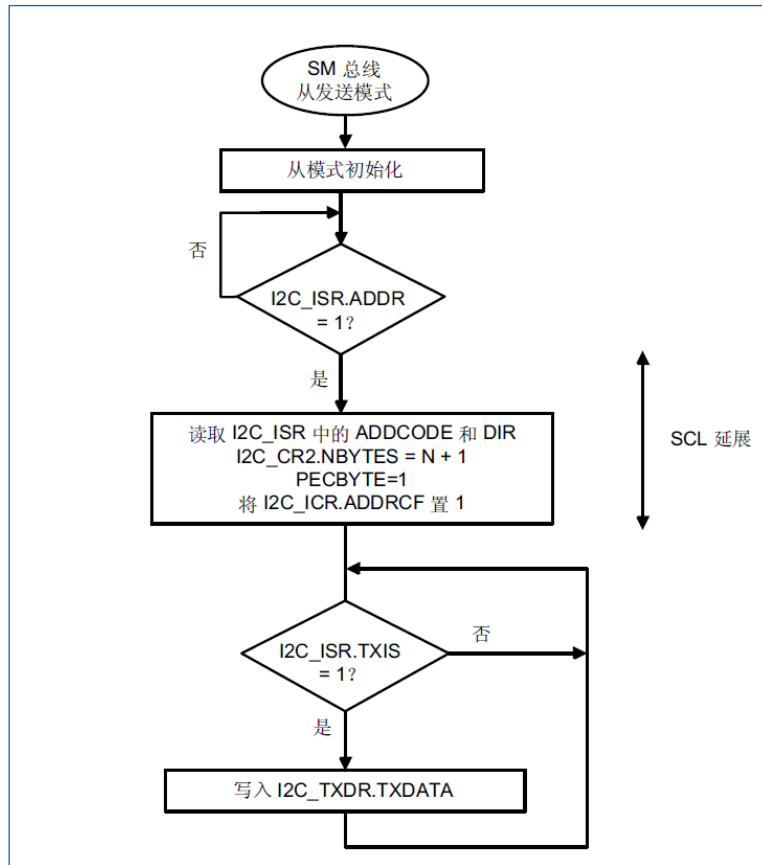 SM 总线
从发送模式
从模式初始化
否
I2C_ISR.ADDR
= 1?
是
读取 I2C_ISR 中的 ADDCODE 和 DIR
I2C_CR2.NBYTES = N + 1
PECBYTE=1
将 I2C_ICR.ADDRCF 置 1
SCL 延展
I2C_ISR.TXIS
= 1?
否
是
写入 I2C_TXDR.TXDATA